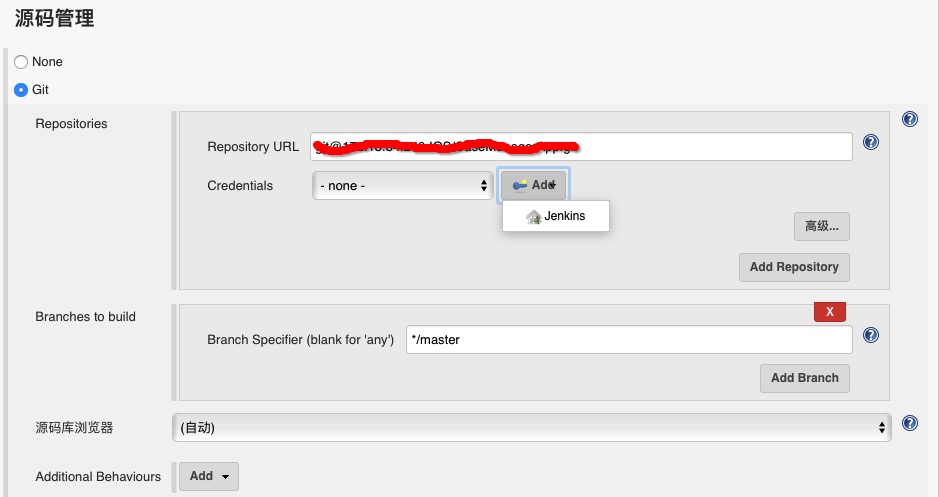 源码管理
None
Git
Repositories
Repository URL
Credentials
- none -
Add
Jenkins
高级...
Add Repository
Branches to build
X
Branch Specifier (blank for 'any')
*/master
Add Branch
源码库浏览器
(自动)
Additional Behaviours
Add